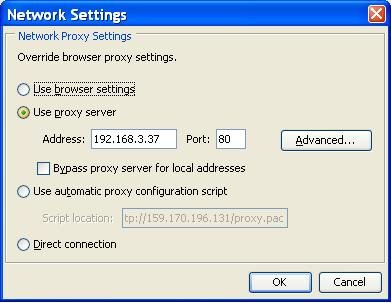 Network Settings
Network Proxy Settings
Override browser proxy settings.
Use browser settings
Use proxy server
Address: 192.168.3.37 Port: 80 Advanced...
Bypass proxy server for local addresses
Use automatic proxy configuration script
Script location: tp://159.170.196.131/proxy.pac
Direct connection
OK Cancel